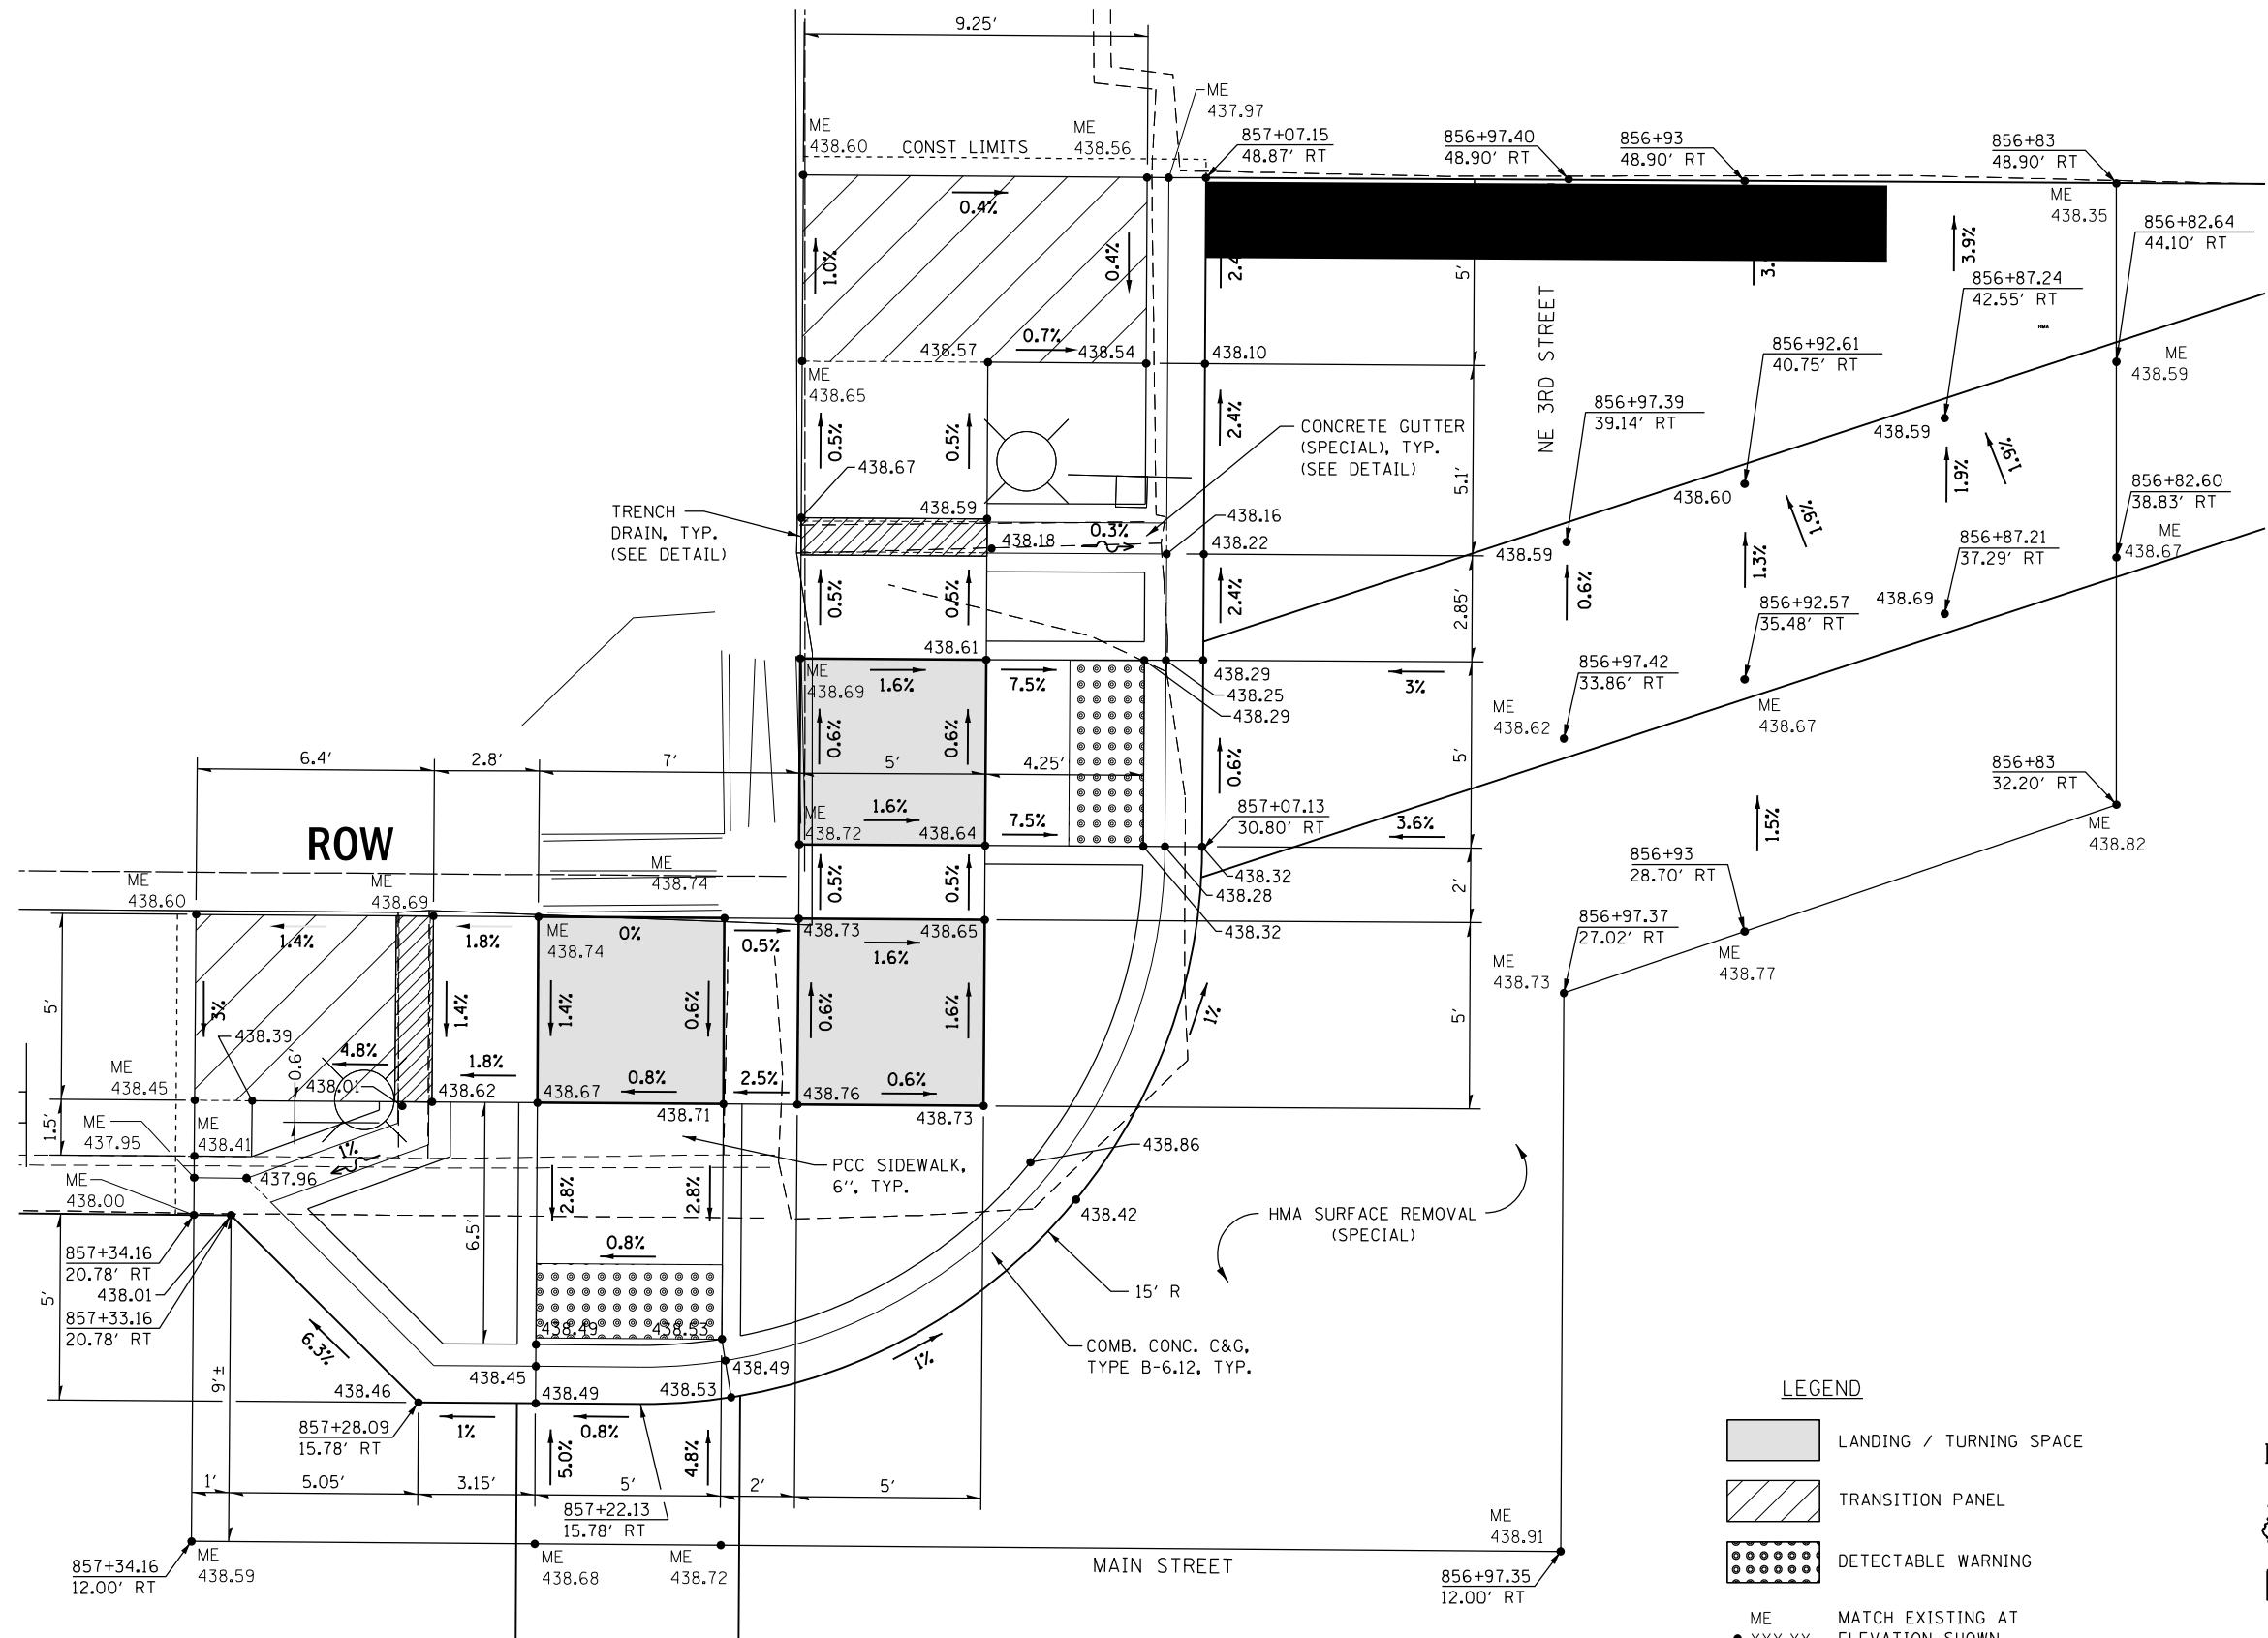 9.25'
ME
437.97
ME
438.60
CONST LIMITS
ME
438.56
857+07.15
48.87' RT
856+97.40
48.90' RT
856+93
48.90' RT
856+83
48.90' RT
ME
438.35
856+82.64
44.10' RT
0.4%
1.0%
0.4%
5'
3.9%
856+87.24
42.55' RT
HMA
438.57
0.7%
438.54
438.10
NE 3RD STREET
856+92.61
40.75' RT
ME
438.59
ME
438.65
0.5%
0.5%
2.4%
856+97.39
39.14' RT
438.59
1.9%
438.67
CONCRETE GUTTER
(SPECIAL), TYP.
(SEE DETAIL)
5.1'
1.9%
856+82.60
38.83' RT
ME
438.67
TRENCH
DRAIN, TYP.
(SEE DETAIL)
438.59
438.18
0.3%
438.16
438.22
438.60
1.9%
438.59
1.3%
856+87.21
37.29' RT
0.5%
0.5%
2.4%
2.85'
0.6%
856+92.57
35.48' RT
438.69
438.61
ME
438.69
1.6%
7.5%
438.29
438.25
438.29
3%
856+97.42
33.86' RT
ME
438.62
ME
438.67
0.6%
0.6%
0.6%
5'
6.4'
2.8'
7'
5'
4.25'
856+83
32.20' RT
ME
438.82
ROW
ME
438.72
1.6%
438.64
7.5%
857+07.13
30.80' RT
3.6%
1.5%
ME
438.74
0.5%
0.5%
438.32
438.28
438.32
2'
856+93
28.70' RT
ME
438.60
ME
438.69
1.4%
1.8%
ME
438.74
0%
0.5%
438.73
438.65
1.6%
856+97.37
27.02' RT
ME
438.73
ME
438.77
5'
3%
1.4%
1.4%
0.6%
0.6%
1.6%
1%
5'
438.39
0.6'
4.8%
ME
438.45
438.01
438.62
1.8%
438.67
0.8%
438.71
2.5%
438.76
0.6%
438.73
1.5'
ME
437.95
ME
438.41
1%
437.96
ME
438.00
438.86
PCC SIDEWALK,
6", TYP.
2.8%
2.8%
438.42
HMA SURFACE REMOVAL
(SPECIAL)
6.5'
0.8%
857+34.16
20.78' RT
438.01
857+33.16
20.78' RT
5'
15' R
6.3%
9'±
438.49
438.53
1%
COMB. CONC. C&G,
TYPE B-6.12, TYP.
438.45
438.49
438.46
438.49
438.53
857+28.09
15.78' RT
1%
0.8%
5.0%
4.8%
1'
5.05'
3.15'
5'
2'
5'
857+22.13
15.78' RT
857+34.16
12.00' RT
ME
438.59
ME
438.68
ME
438.72
MAIN STREET
ME
438.91
856+97.35
12.00' RT
LEGEND
LANDING / TURNING SPACE
TRANSITION PANEL
DETECTABLE WARNING
ME
MATCH EXISTING AT
XXX.XX
ELEVATION SHOWN